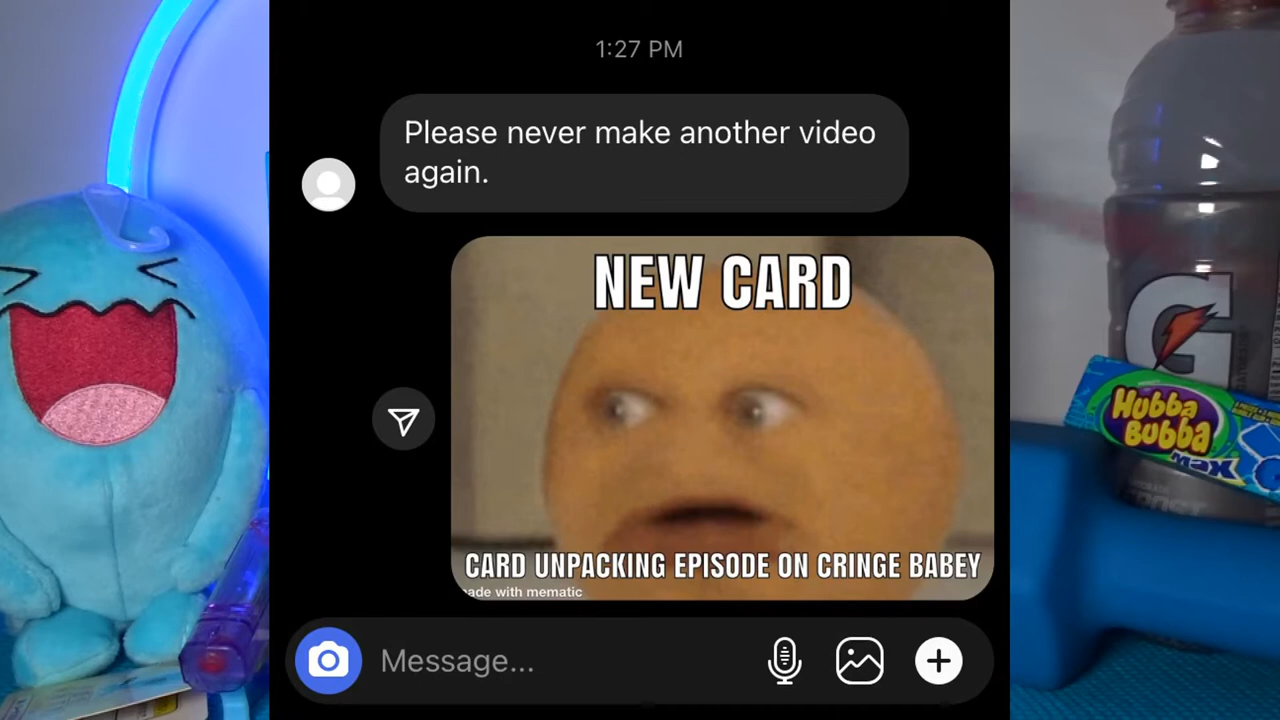 1:27 PM
Please never make another video
again.
NEW CARD
CARD UNPACKING EPISODE ON CRINGE BABEY
ade with mematic
Message...
G
Hubba
Bubba
max